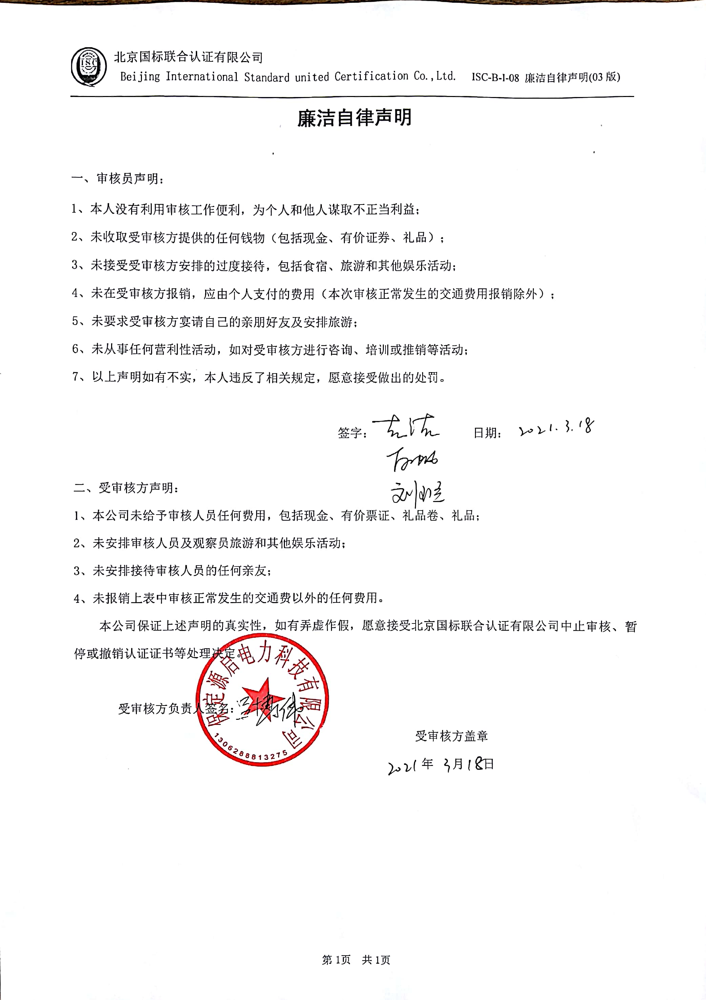 ISC
北京国标联合认证有限公司
Beijing International Standard united Certification Co.,Ltd. ISC-B-I-08 廉洁自律声明(03 版)
廉洁自律声明
一、审核员声明：
1、本人没有利用审核工作便利，为个人和他人谋取不正当利益；
2、未收取受审核方提供的任何钱物（包括现金、有价证券、礼品）；
3、未接受受审核方安排的过度接待，包括食宿、旅游和其他娱乐活动；
4、未在受审核方报销，应由个人支付的费用（本次审核正常发生的交通费用报销除外）；
5、未要求受审核方宴请自己的亲朋好友及安排旅游；
6、未从事任何营利性活动，如对受审核方进行咨询、培训或推销等活动；
7、以上声明如有不实，本人违反了相关规定，愿意接受做出的处罚。
签字： 日期： 2021.3.18
二、受审核方声明：
1、本公司未给予审核人员任何费用，包括现金、有价票证、礼品卷、礼品；
2、未安排审核人员及观察员旅游和其他娱乐活动；
3、未安排接待审核人员的任何亲友；
4、未报销上表中审核正常发生的交通费以外的任何费用。
本公司保证上述声明的真实性，如有弄虚作假，愿意接受北京国标联合认证有限公司中止审核、暂
停或撤销认证证书等处理决定。
保定源启电力科技有限公司
受审核方负责人签名：吕博伟
1306288813275
受审核方盖章
2021年 3月18日
第 1页 共 1页